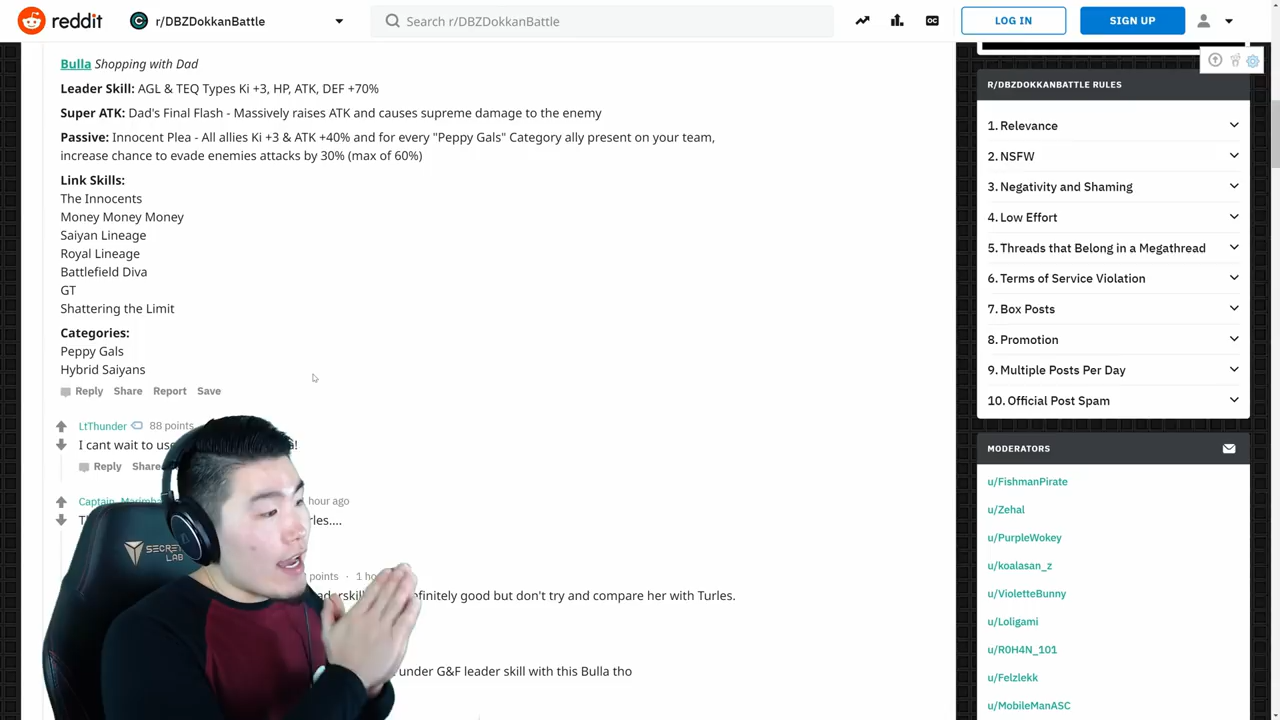 reddit
r/DBZDokkanBattle
Search r/DBZDokkanBattle
LOG IN
SIGN UP
Bulla Shopping with Dad
Leader Skill: AGL & TEQ Types Ki +3, HP, ATK, DEF +70%
Super ATK: Dad's Final Flash - Massively raises ATK and causes supreme damage to the enemy
Passive: Innocent Plea - All allies Ki +3 & ATK +40% and for every "Peppy Gals" Category ally present on your team,
increase chance to evade enemies attacks by 30% (max of 60%)
Link Skills:
The Innocents
Money Money Money
Saiyan Lineage
Royal Lineage
Battlefield Diva
GT
Shattering the Limit
Categories:
Peppy Gals
Hybrid Saiyans
Reply Share Report Save
LtThunder 88 points
I cant wait to
Reply Share
hour ago
points · 1
but don't try and compare her with Turles.
under G&F leader skill with this Bulla tho
SECRET
LAB
R/DBZDOKKANBATTLE RULES
1. Relevance
2. NSFW
3. Negativity and Shaming
4. Low Effort
5. Threads that Belong in a Megathread
6. Terms of Service Violation
7. Box Posts
8. Promotion
9. Multiple Posts Per Day
10. Official Post Spam
MODERATORS
u/FishmanPirate
u/Zehal
u/PurpleWokey
u/koalasan_z
u/VioletteBunny
u/Loligami
u/R0H4N_101
u/Felzlekk
u/MobileManASC